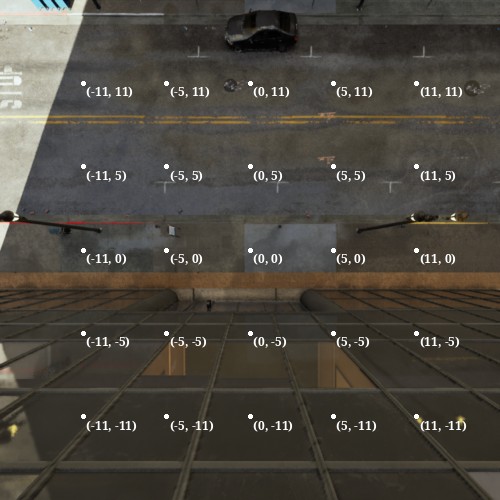 STOP
(-11, 11) (-5, 11) (0, 11) (5, 11) (11, 11)
(-11, 5) (-5, 5) (0, 5) (5, 5) (11, 5)
(-11, 0) (-5, 0) (0, 0) (5, 0) (11, 0)
(-11, -5) (-5, -5) (0, -5) (5, -5) (11, -5)
(-11, -11) (-5, -11) (0, -11) (5, -11) (11, -11)